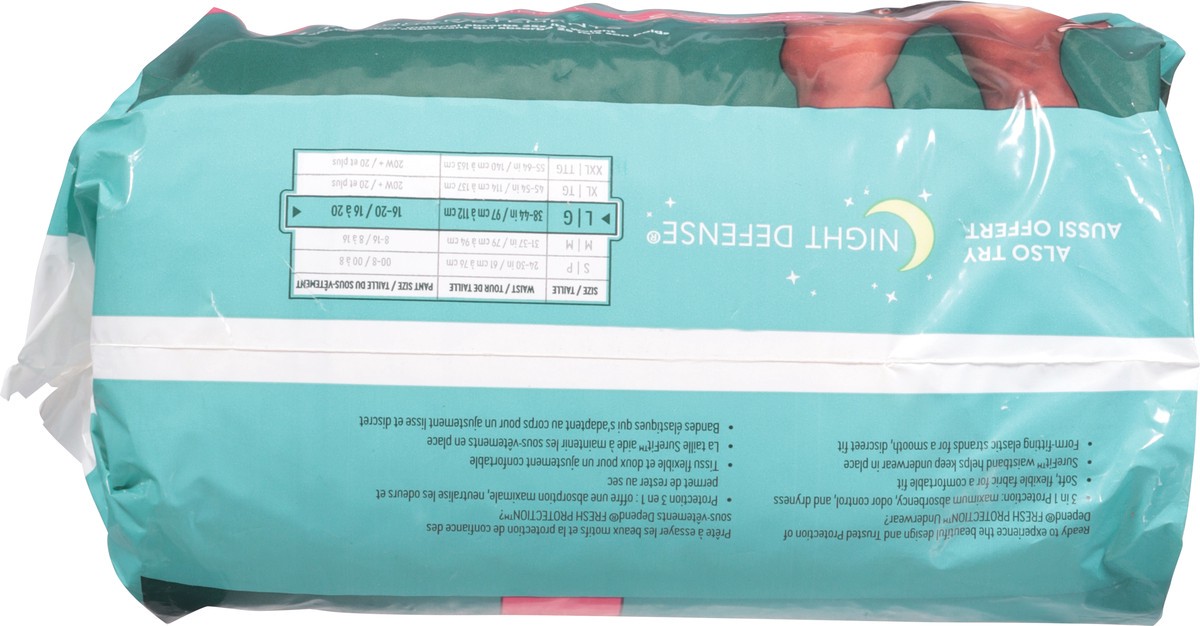 Ready to experience the beautiful design and Trusted Protection of
Depend® FRESH PROTECTION™ Underwear?
• 3 in 1 Protection: maximum absorbency, odor control, and dryness
• Soft, flexible fabric for a comfortable fit
• SureFit™ waistband helps keep underwear in place
• Form-fitting elastic strands for a smooth, discreet fit
Prête à essayer les beaux motifs et la protection de confiance des
sous-vêtements Depend® FRESH PROTECTION™?
• Protection 3 en 1 : offre une absorption maximale, neutralise les odeurs et
permet de rester au sec
• Tissu flexible et doux pour un ajustement confortable
• La taille SureFit™ aide à maintenir les sous-vêtements en place
• Bandes élastiques qui s'adaptent au corps pour un ajustement lisse et discret
ALSO TRY
AUSSI OFFERT
NIGHT DEFENSE®
SIZE / TAILLE WAIST / TOUR DE TAILLE PANT SIZE / TAILLE DU SOUS-VÊTEMENT
S | P 24-30 in / 61 cm à 76 cm 00-8 / 00 à 8
M | M 31-37 in / 79 cm à 94 cm 8-16 / 8 à 16
L | G 38-44 in / 97 cm à 112 cm 16-20 / 16 à 20
XL | TG 45-54 in / 114 cm à 137 cm 20W + / 20 et plus
XXL | TTG 55-64 in / 140 cm à 163 cm 20W + / 20 et plus